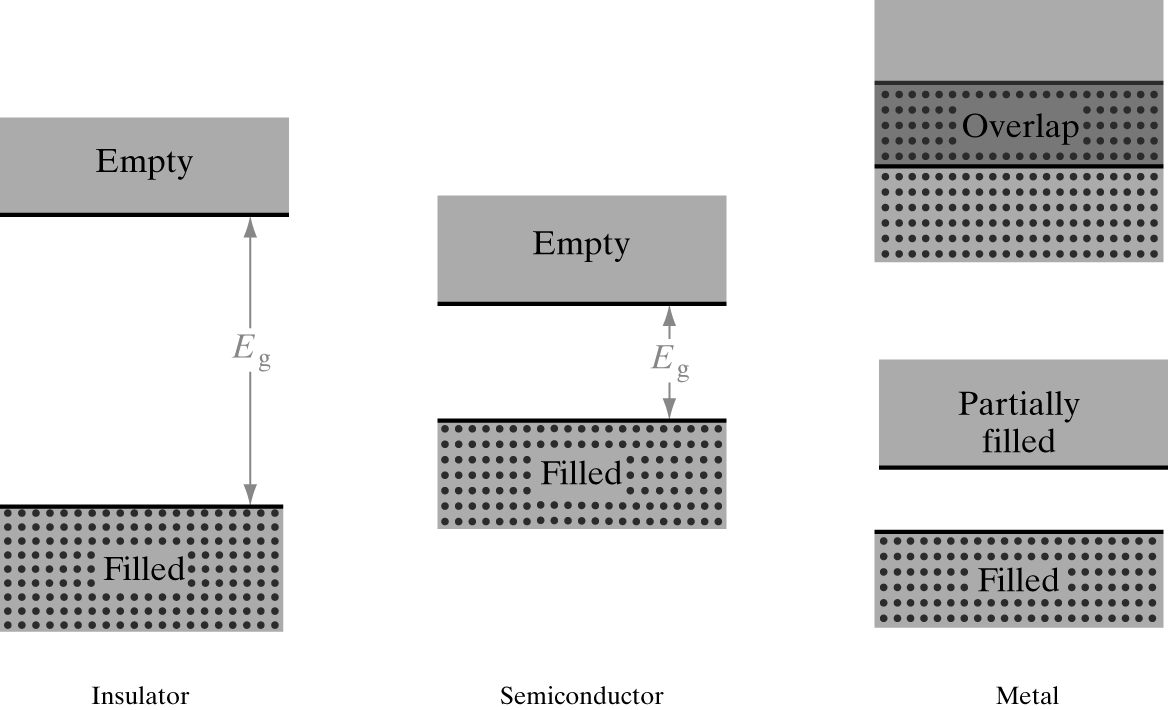 Empty
E g
Filled
Insulator
Empty
E g
Filled
Semiconductor
Overlap
Partially
filled
Filled
Metal